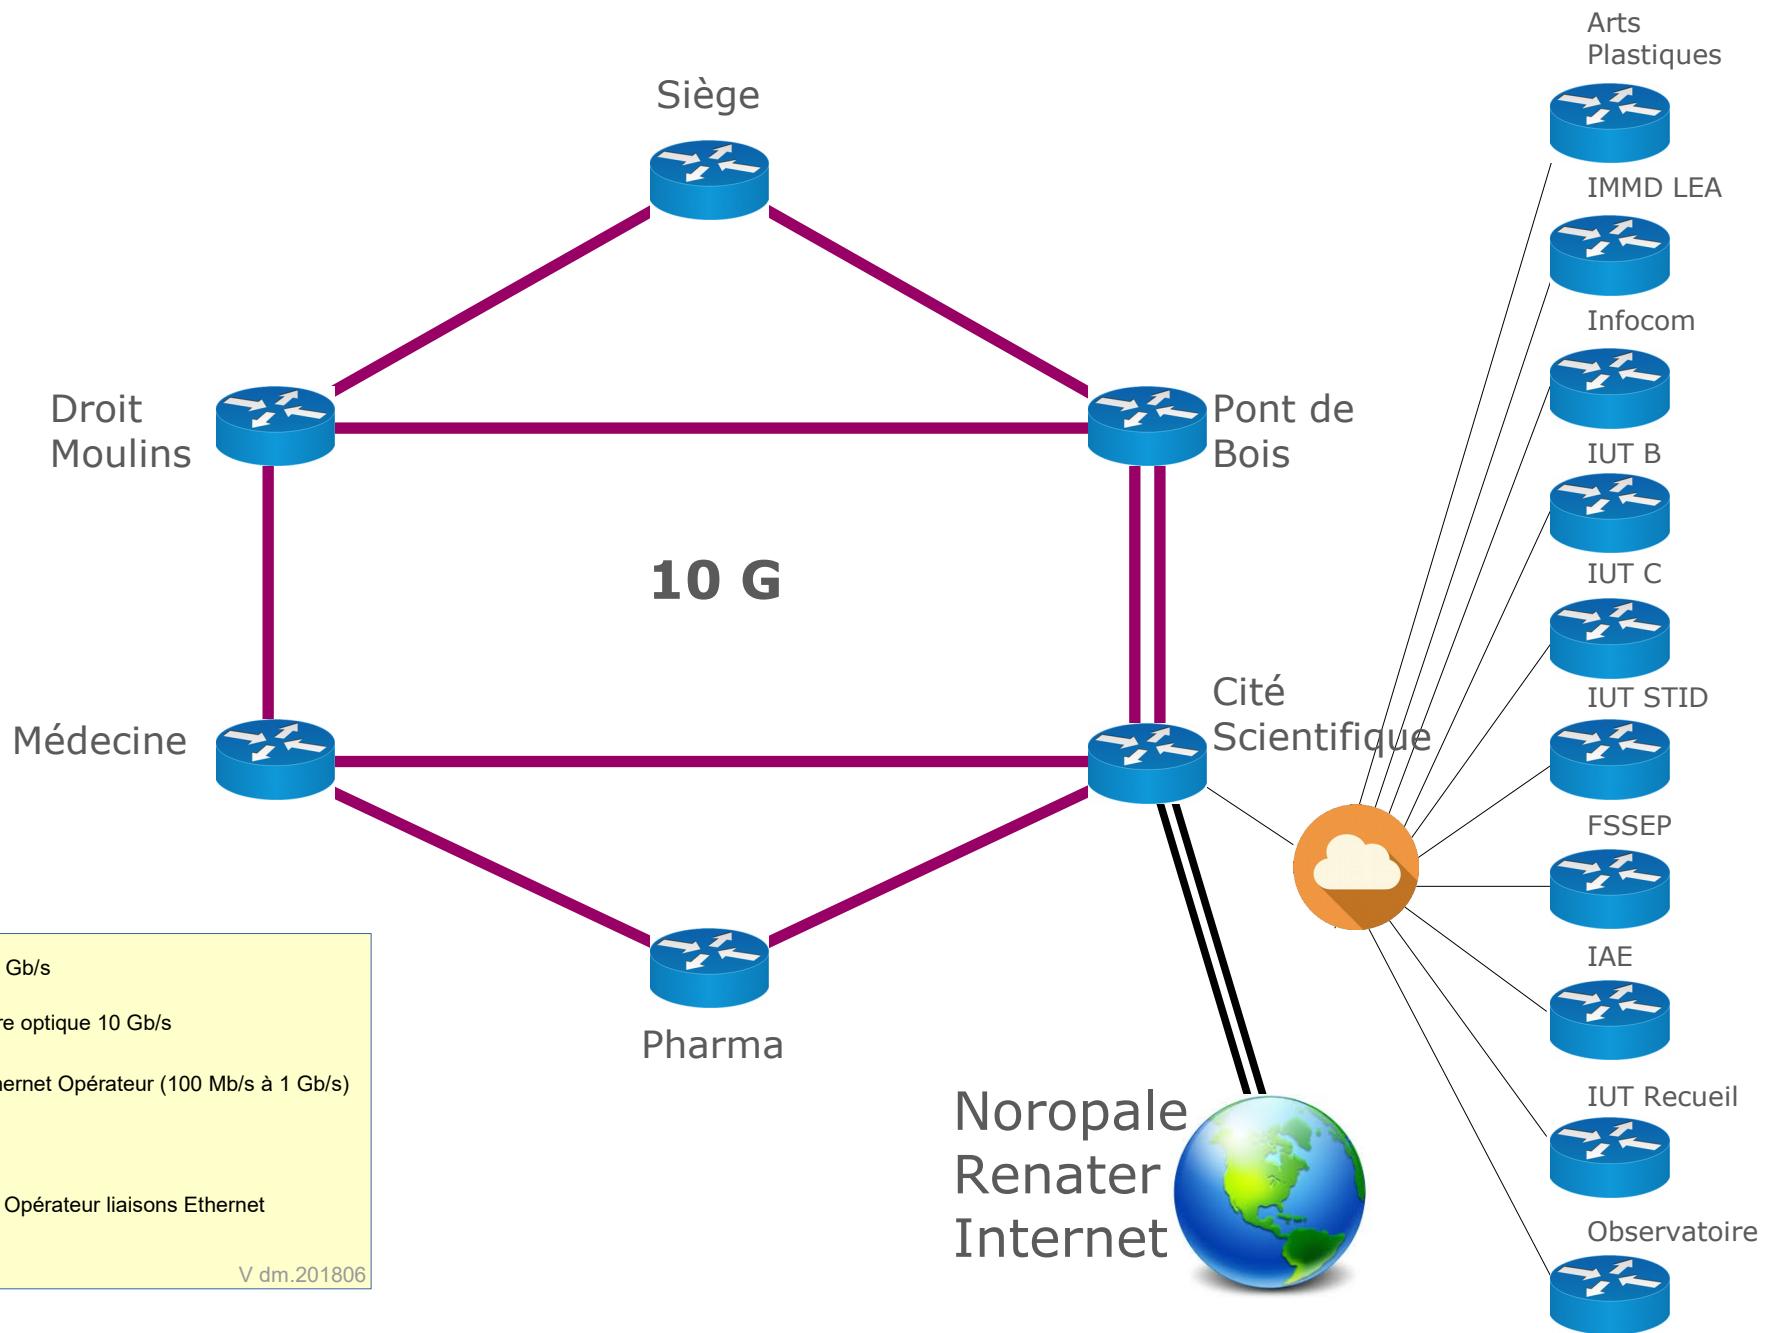 Arts
Plastiques
Siège
IMMD LEA
Infocom
Droit
Moulins
Pont de
Bois
IUT B
10 G
IUT C
Cité
Scientifique
IUT STID
Médecine
FSSEP
IAE
Gb/s
re optique 10 Gb/s
Pharma
hernet Opérateur (100 Mb/s à 1 Gb/s)
Noropale
Renater
Internet
IUT Recueil
Opérateur liaisons Ethernet
Observatoire
V dm.201806